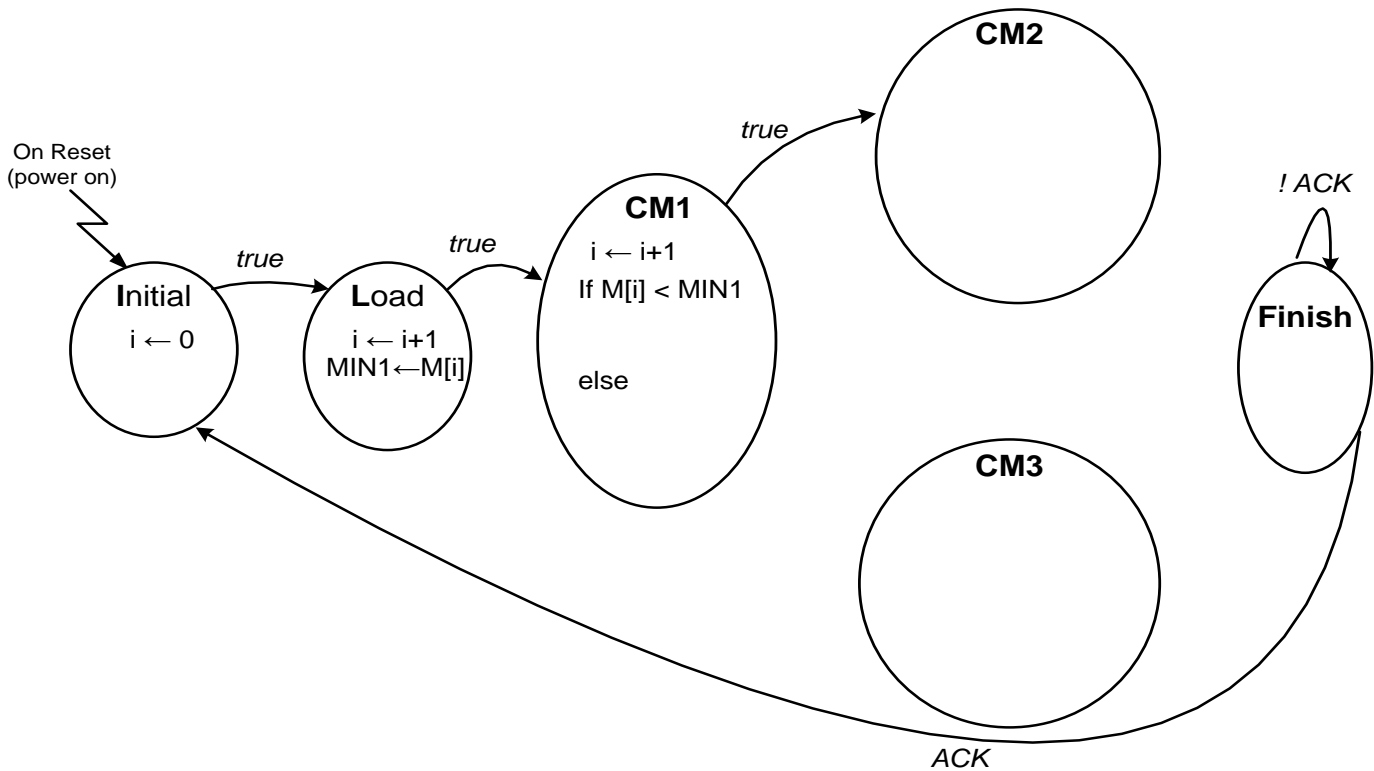 On Reset
(power on)
true
Initial
i ← 0
true
Load
i ← i+1
MIN1←M[i]
CM1
i ← i+1
If M[i] < MIN1
else
true
CM2
CM3
! ACK
Finish
ACK